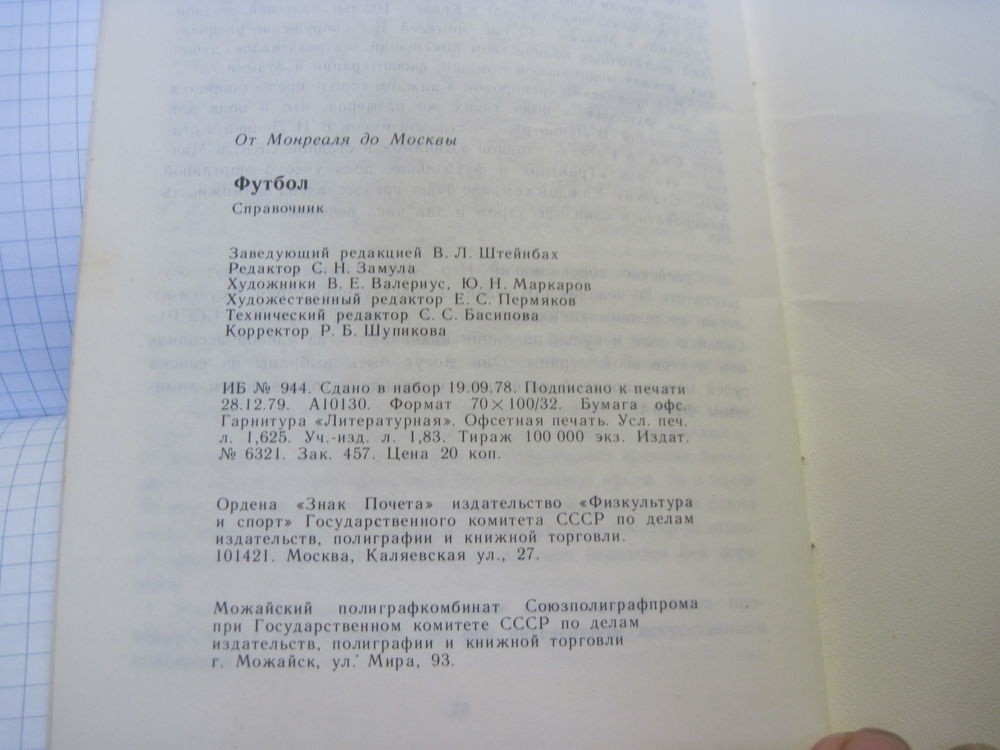 От Монреаля до Москвы
Футбол
Справочник
Заведующий редакцией В. Л. Штейнбах
Редактор С. Н. Замула
Художники В. Е. Валериус, Ю. Н. Маркаров
Художественный редактор Е. С. Пермяков
Технический редактор С. С. Басипова
Корректор Р. Б. Шупикова
ИБ № 944. Сдано в набор 19.09.78. Подписано к печати
28.12.79. А10130. Формат 70×100/32. Бумага офс.
Гарнитура «Литературная». Офсетная печать. Усл. печ.
л. 1,625. Уч.-изд. л. 1,83. Тираж 100 000 экз. Издат.
№ 6321. Зак. 457. Цена 20 коп.
Ордена «Знак Почета» издательство «Физкультура
и спорт» Государственного комитета СССР по делам
издательств, полиграфии и книжной торговли.
101421. Москва, Каляевская ул., 27.
Можайский полиграфкомбинат Союзполиграфпрома
при Государственном комитете СССР по делам
издательств, полиграфии и книжной торговли
г. Можайск, ул. Мира, 93.